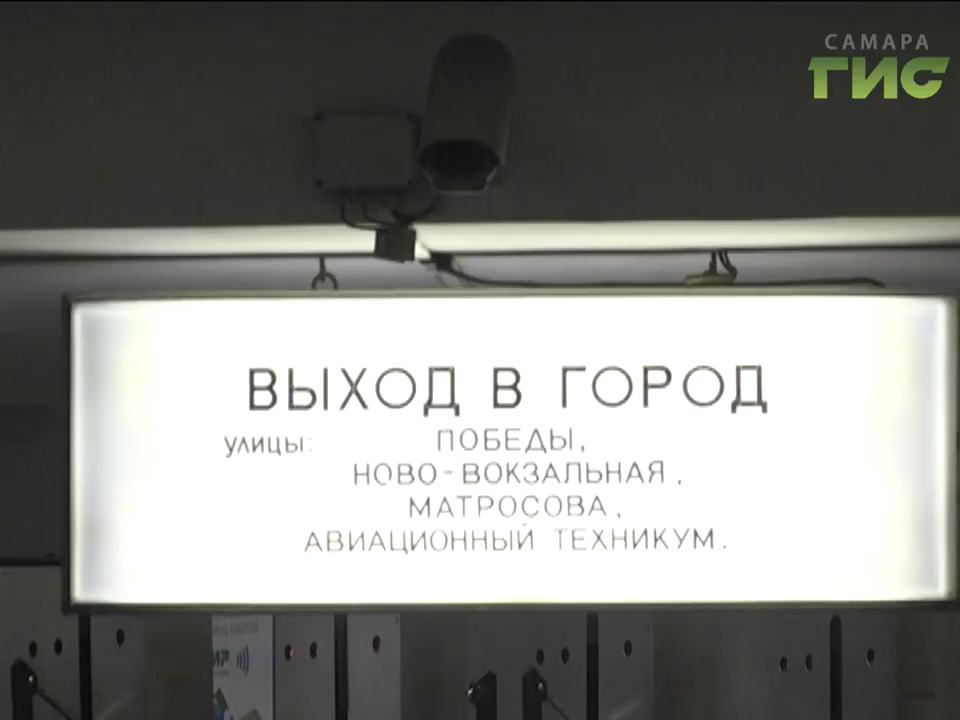 САМАРА
ГИС
ВЫХОД В ГОРОД
УЛИЦЫ: ПОБЕДЫ,
НОВО-ВОКЗАЛЬНАЯ,
МАТРОСОВА,
АВИАЦИОННЫЙ ТЕХНИКУМ.